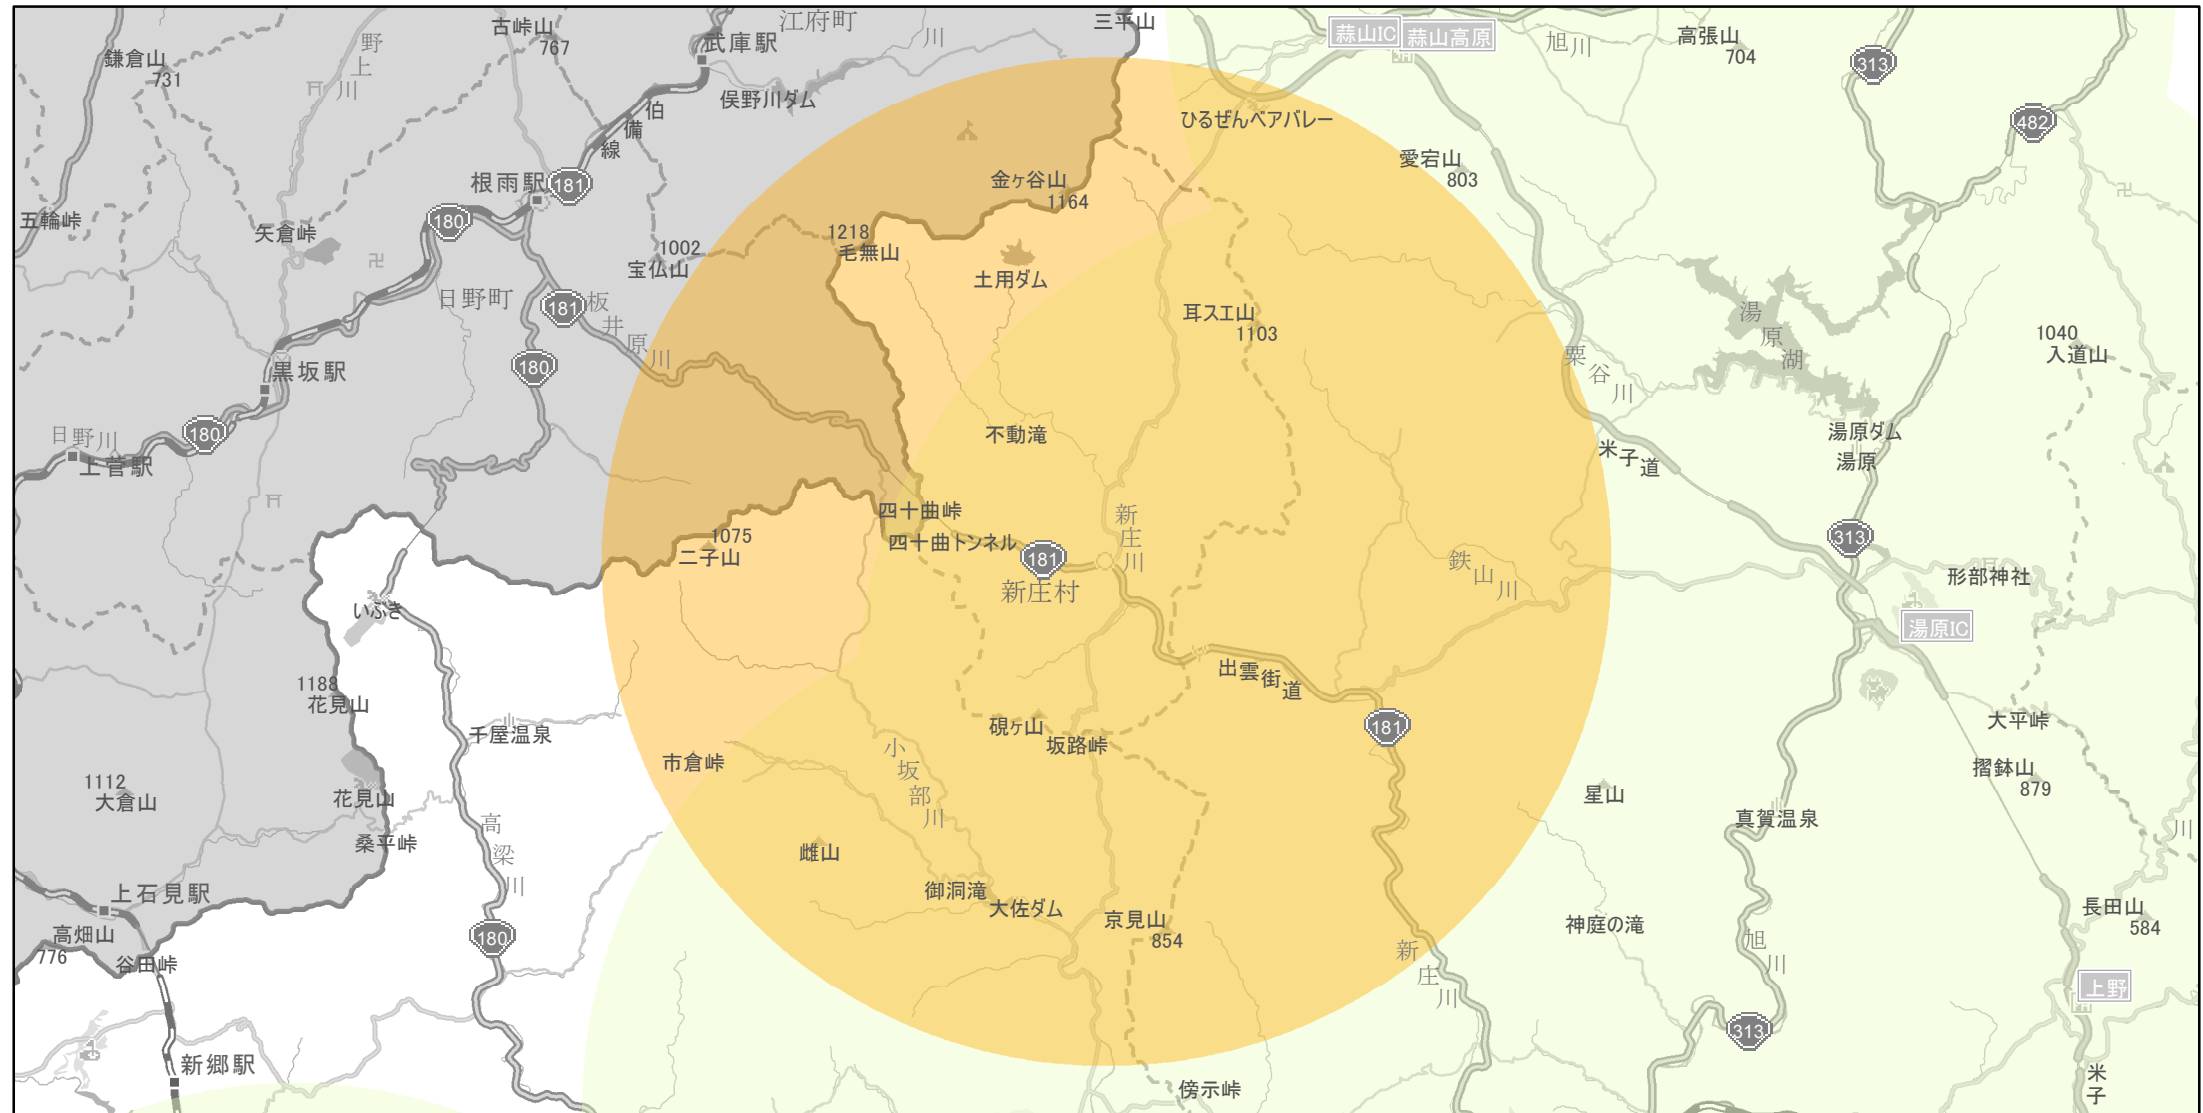 古峠山
767
江府町
三平山
蒜山IC
蒜山高原
旭川
高張山
704
313
鎌倉山
731
野上川
武庫駅
川
俣野川ダム
伯備線
ひるぜんベアバレー
482
愛宕山
803
根雨駅
181
金ヶ谷山
1164
五輪峠
180
矢倉峠
1002
宝仏山
1218
毛無山
土用ダム
日野町
181
板井原川
耳スエ山
1103
湯原湖
1040
入道山
180
粟谷川
黒坂駅
日野川
180
上菅駅
不動滝
米子道
湯原ダム
湯原
四十曲峠
新庄川
1075
二子山
四十曲トンネル
181
新庄村
鉄山川
313
形部神社
湯原IC
いぶき
出雲街道
1188
花見山
千屋温泉
硯ヶ山
坂路峠
181
大平峠
市倉峠
小坂部川
摺鉢山
879
1112
大倉山
花見山
星山
桑平峠
高梁川
雌山
真賀温泉
川
上石見駅
御洞滝
大佐ダム
京見山
854
神庭の滝
長田山
584
高畑山
776
谷田峠
180
新庄川
旭川
上野
313
新郷駅
傍示峠
米子